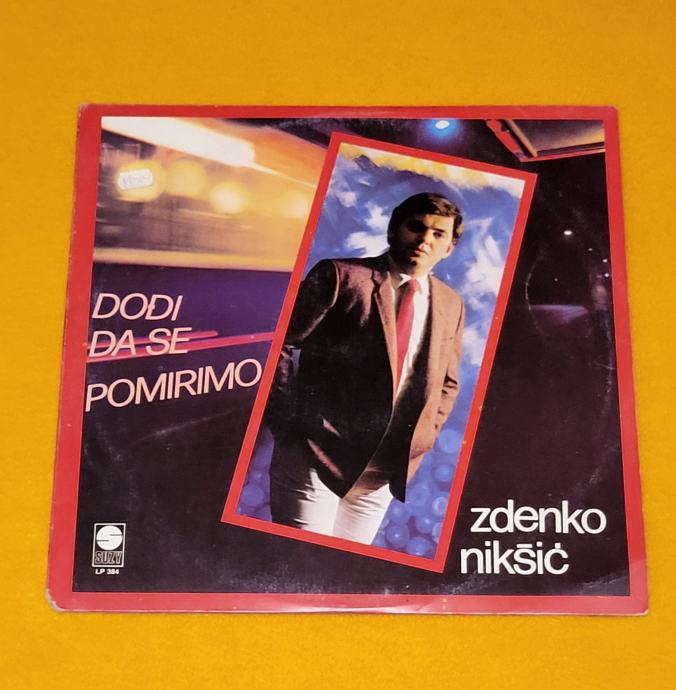 DOĐI
DA SE
POMIRIMO
zdenko
nikšić
SUZY
LP 384